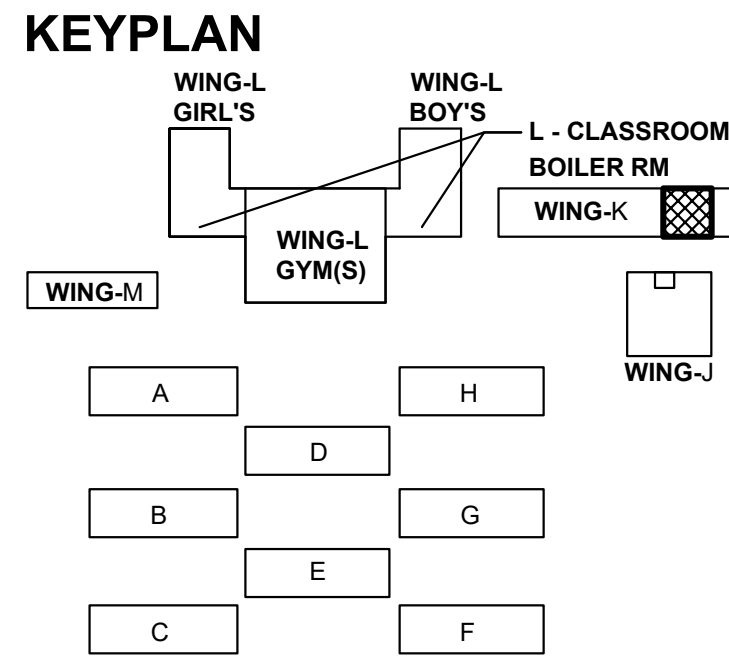 KEYPLAN
WING-L
GIRL'S
WING-L
BOY'S
L - CLASSROOM
BOILER RM
WING-K
WING-L
GYM(S)
WING-M
WING-J
A
H
D
B
G
E
C
F